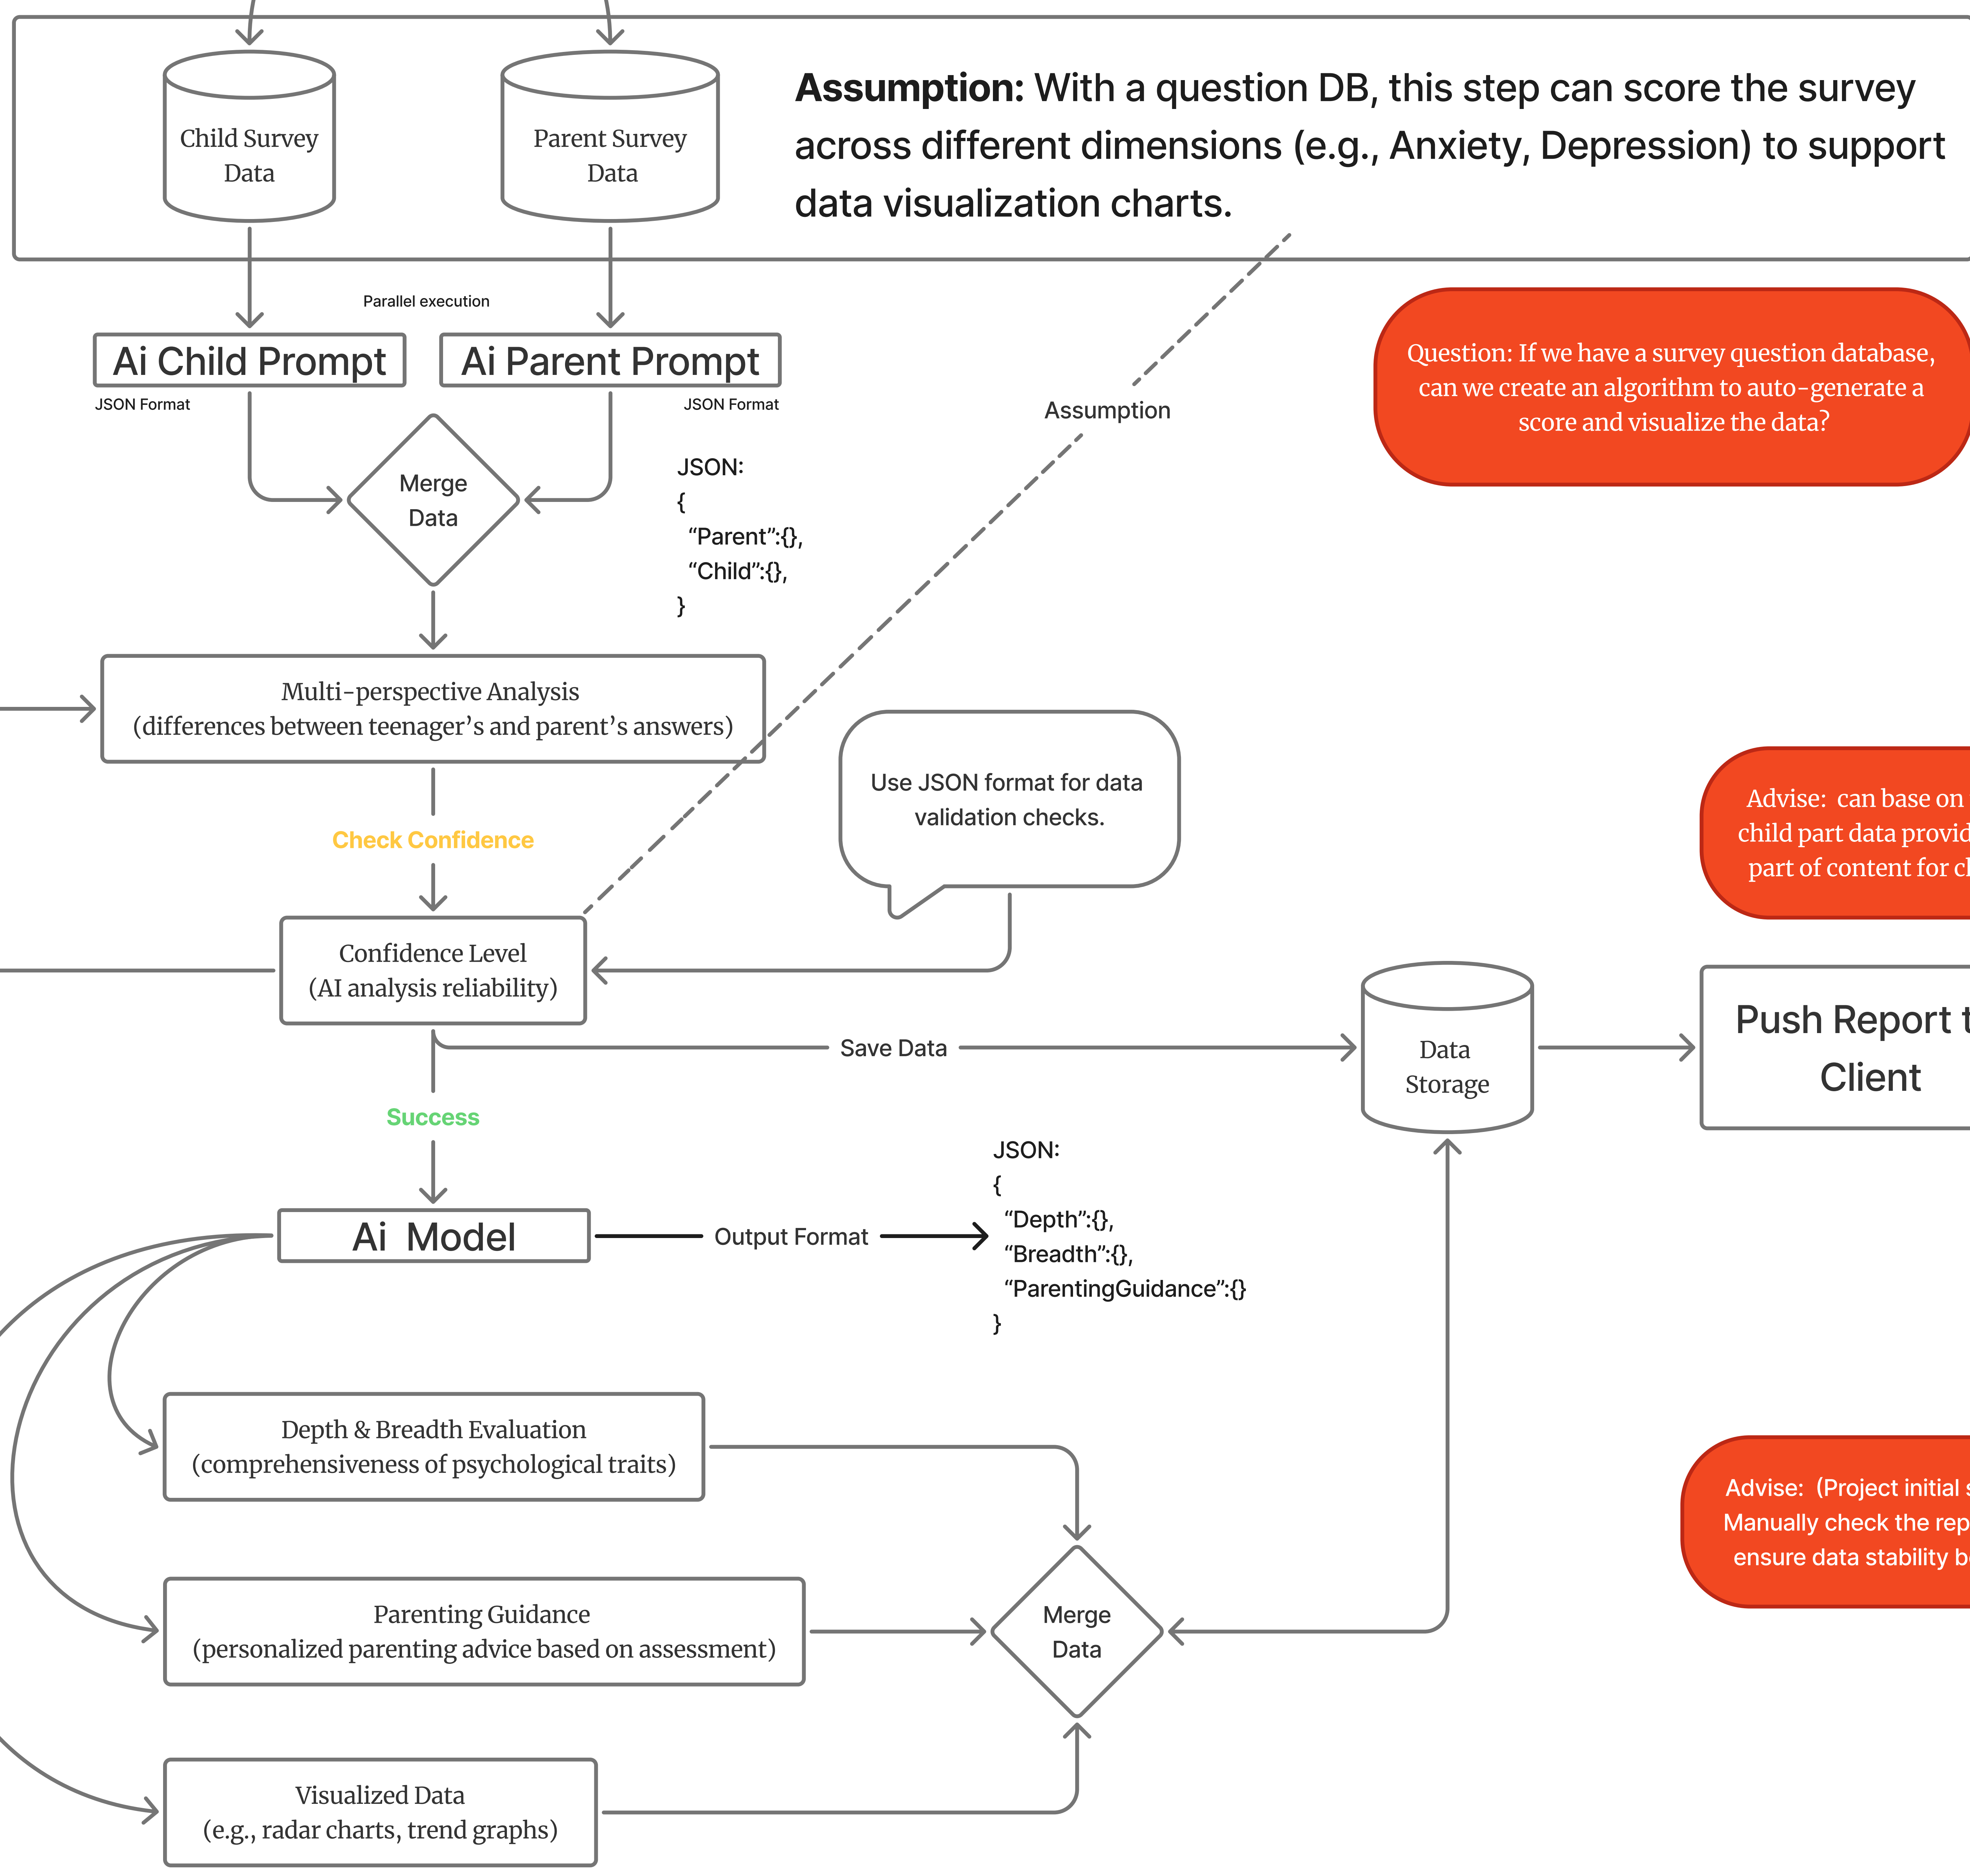 Child Survey
Data
Parent Survey
Data
Assumption: With a question DB, this step can score the survey
across different dimensions (e.g., Anxiety, Depression) to support
data visualization charts.
Parallel execution
Ai Child Prompt
Ai Parent Prompt
JSON Format
JSON Format
Question: If we have a survey question database,
can we create an algorithm to auto-generate a
score and visualize the data?
Assumption
Merge
Data
JSON:
{
“Parent”:{},
“Child”:{},
}
Multi-perspective Analysis
(differences between teenager’s and parent’s answers)
Use JSON format for data
validation checks.
Advise:  can base on
child part data
part of content for
Check Confidence
Confidence Level
(AI analysis reliability)
Save Data
Data
Storage
Push Report
Client
Success
Ai  Model
Output Format
JSON:
{
“Depth”:{},
“Breadth”:{},
“ParentingGuidance”:{}
}
Depth & Breadth Evaluation
(comprehensiveness of psychological traits)
Advise:  (Project initial
Manually check the
ensure data stability
Parenting Guidance
(personalized parenting advice based on assessment)
Merge
Data
Visualized Data
(e.g., radar charts, trend graphs)